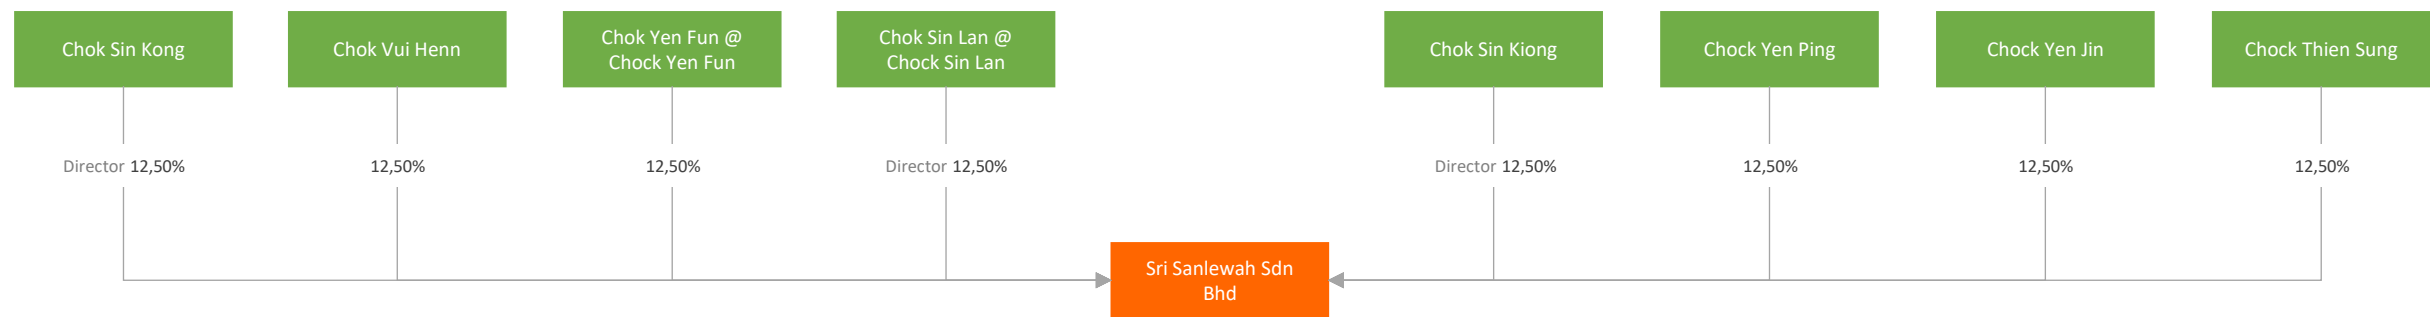 Chok Sin Kong
Chok Vui Henn
Chok Yen Fun @
Chock Yen Fun
Chok Sin Lan @
Chock Sin Lan
Chok Sin Kiong
Chock Yen Ping
Chock Yen Jin
Chock Thien Sung
Director 12,50%
12,50%
12,50%
Director 12,50%
Director 12,50%
12,50%
12,50%
12,50%
Sri Sanlewah Sdn
Bhd